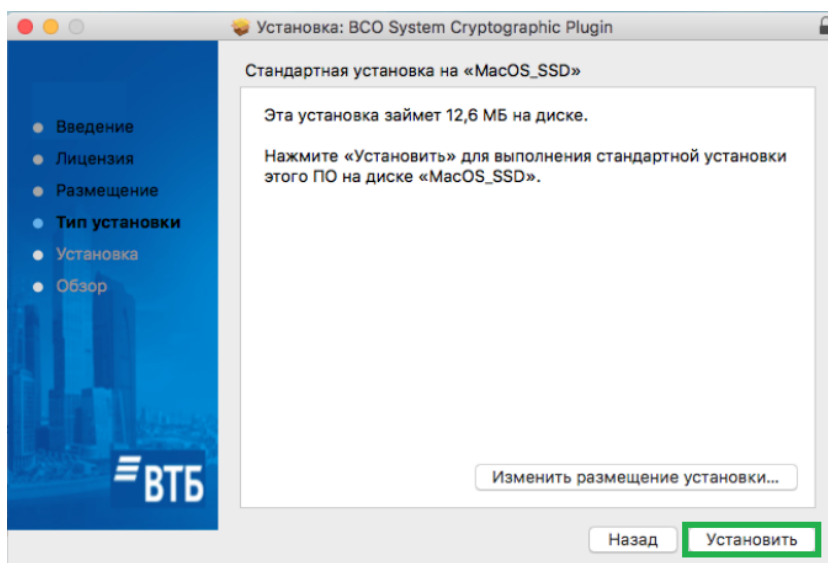 Установка: BCO System Cryptographic Plugin
Стандартная установка на «MacOS_SSD»
Введение
Лицензия
Размещение
Тип установки
Установка
Обзор
Эта установка займет 12,6 МБ на диске.
Нажмите «Установить» для выполнения стандартной установки
этого ПО на диске «MacOS_SSD».
ВТБ
Изменить размещение установки...
Назад
Установить